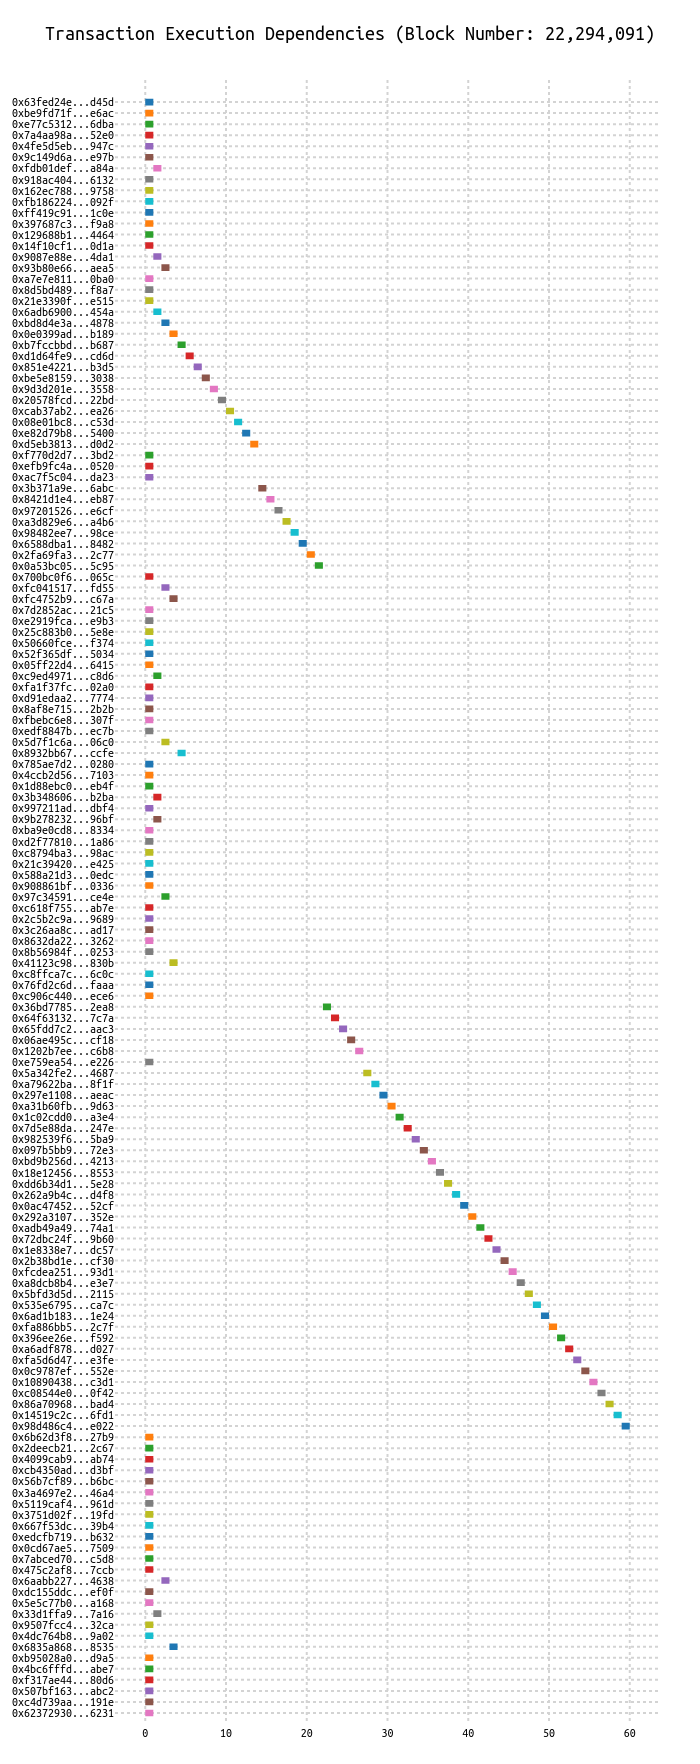 Transaction Execution Dependencies (Block Number: 22,294,091)
0x63fed24e...d45d
0xbe9fd71f...e6ac
0xe77c5312...6dba
0x7a4aa98a...52e0
0x4fe5d5eb...947c
0x9c149d6a...e97b
0xfdb01def...a84a
0x918ac404...6132
0x162ec788...9758
0xfb186224...092f
0xff419c91...1c0e
0x397687c3...f9a8
0x129688b1...4464
0x14f10cf1...0d1a
0x9087e88e...4da1
0x93b80e66...aea5
0xa7e7e811...0ba0
0x8d5bd489...f8a7
0x21e3390f...e515
0x6adb6900...454a
0xbd8d4e3a...4878
0x0e0399ad...b189
0xb7fccbbd...b687
0xd1d64fe9...cd6d
0x851e4221...b3d5
0xbe5e8159...3038
0x9d3d201e...3558
0x20578fcd...22bd
0xcab37ab2...ea26
0x08e01bc8...c53d
0xe82d79b8...5400
0xd5eb3813...d0d2
0xf770d2d7...3bd2
0xefb9fc4a...0520
0xac7f5c04...da23
0x3b371a9e...6abc
0x8421d1e4...eb87
0x97201526...e6cf
0xa3d829e6...a4b6
0x98482ee7...98ce
0x6588dba1...8482
0x2fa69fa3...2c77
0x0a53bc05...5c95
0x700bc0f6...065c
0xfc041517...fd55
0xfc4752b9...c67a
0x7d2852ac...21c5
0xe2919fca...e9b3
0x25c883b0...5e8e
0x50660fce...f374
0x52f365df...5034
0x05ff22d4...6415
0xc9ed4971...c8d6
0xfa1f37fc...02a0
0xd91edaa2...7774
0x8af8e715...2b2b
0xfbebc6e8...307f
0xedf8847b...ec7b
0x5d7f1c6a...06c0
0x8932bb67...ccfe
0x785ae7d2...0280
0x4ccb2d56...7103
0x1d88ebc0...eb4f
0x3b348606...b2ba
0x997211ad...dbf4
0x9b278232...96bf
0xba9e0cd8...8334
0xd2f77810...1a86
0xc8794ba3...98ac
0x21c39420...e425
0x588a21d3...0edc
0x908861bf...0336
0x97c34591...ce4e
0xc618f755...ab7e
0x2c5b2c9a...9689
0x3c26aa8c...ad17
0x8632da22...3262
0x8b56984f...0253
0x41123c98...830b
0xc8ffca7c...6c0c
0x76fd2c6d...faaa
0xc906c440...ece6
0x36bd7785...2ea8
0x64f63132...7c7a
0x65fdd7c2...aac3
0x06ae495c...cf18
0x1202b7ee...c6b8
0xe759ea54...e226
0x5a342fe2...4687
0xa79622ba...8f1f
0x297e1108...aeac
0xa31b60fb...9d63
0x1c02cdd0...a3e4
0x7d5e88da...247e
0x982539f6...5ba9
0x097b5bb9...72e3
0xbd9b256d...4213
0x18e12456...8553
0xdd6b34d1...5e28
0x262a9b4c...d4f8
0x0ac47452...52cf
0x292a3107...352e
0xadb49a49...74a1
0x72dbc24f...9b60
0x1e8338e7...dc57
0x2b38bd1e...cf30
0xfcdea251...93d1
0xa8dcb8b4...e3e7
0x5bfd3d5d...2115
0x535e6795...ca7c
0x6ad1b183...1e24
0xfa886bb5...2c7f
0x396ee26e...f592
0xa6adf878...d027
0xfa5d6d47...e3fe
0x0c9787ef...552e
0x10890438...c3d1
0xc08544e0...0f42
0x86a70968...bad4
0x14519c2c...6fd1
0x98d486c4...e022
0x6b62d3f8...27b9
0x2deecb21...2c67
0x4099cab9...ab74
0xcb4350ad...d3bf
0x56b7cf89...b6bc
0x3a4697e2...46a4
0x5119caf4...961d
0x3751d02f...19fd
0x667f53dc...39b4
0xedcfb719...b632
0x0cd67ae5...7509
0x7abced70...c5d8
0x475c2af8...7ccb
0x6aabb227...4638
0xdc155ddc...ef0f
0x5e5c77b0...a168
0x33d1ffa9...7a16
0x9507fcc4...32ca
0x4dc764b8...9a02
0x6835a868...8535
0xb95028a0...d9a5
0x4bc6fffd...abe7
0xf317ae44...80d6
0x507bf163...abc2
0xc4d739aa...191e
0x62372930...6231
0 10 20 30 40 50 60